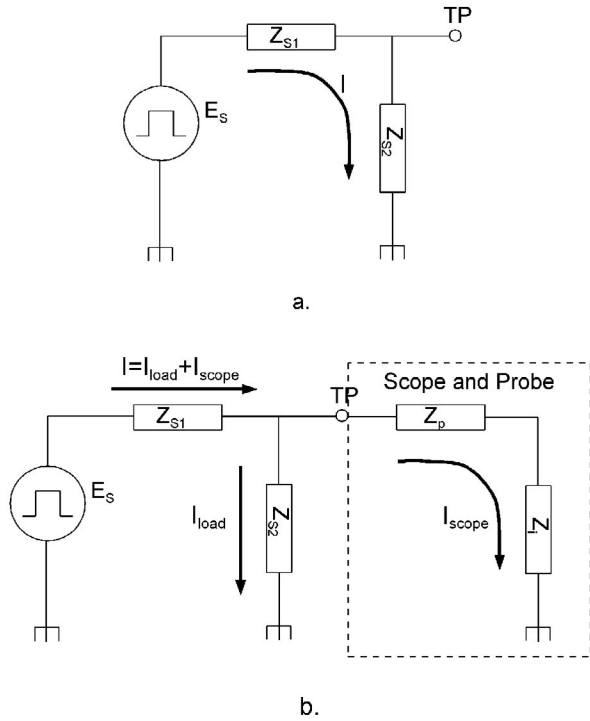 TP
Z_S1
I
E_S
Z_S2
a.
I=I_load+I_scope
Scope and Probe
TP
Z_S1
Z_p
E_S
I_load
Z_S2
I_scope
Z_i
b.